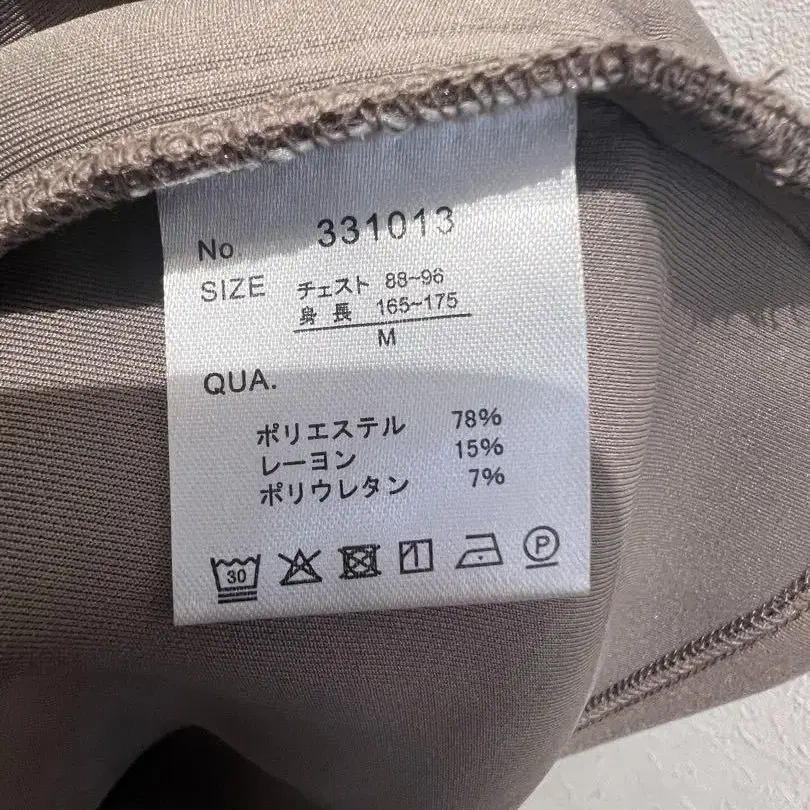 No. 331013
SIZE チェスト 88~96
身長 165~175
M
QUA.
ポリエステル 78%
レーヨン 15%
ポリウレタン 7%
30 P